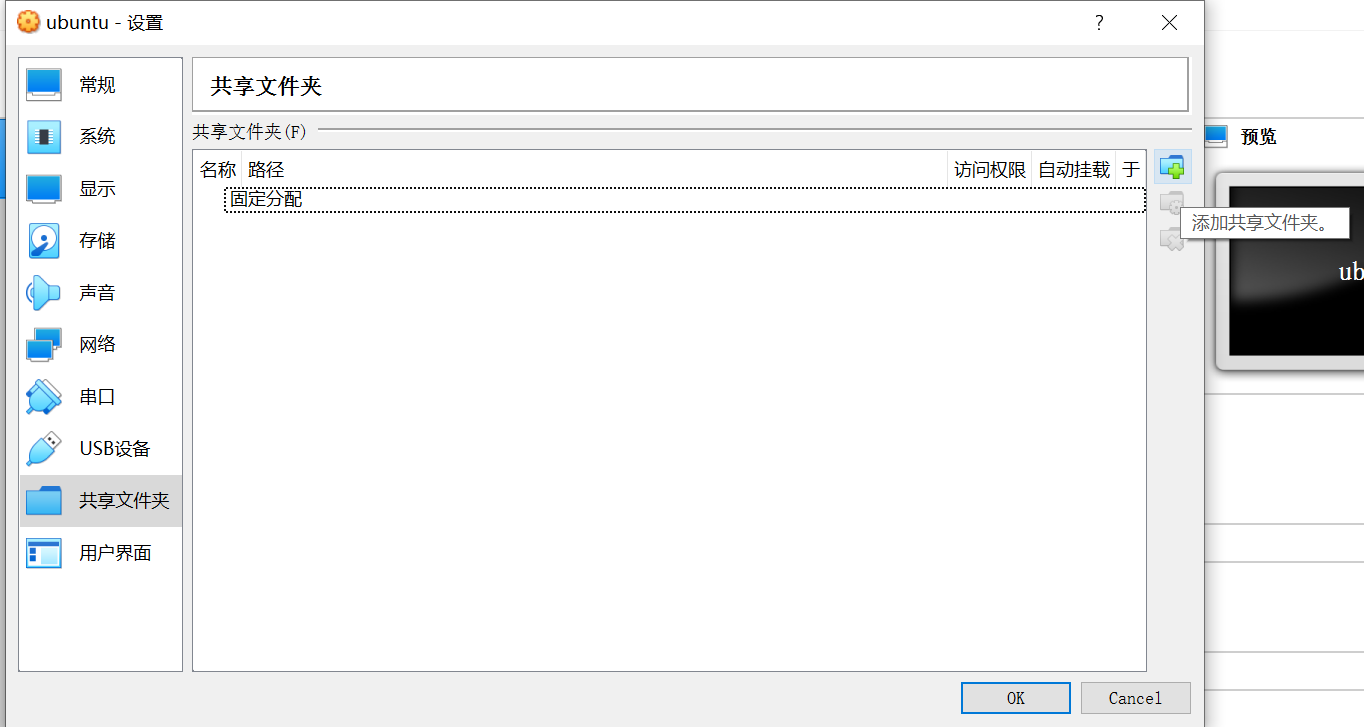 ubuntu - 设置
?
常规
系统
显示
存储
声音
网络
串口
USB设备
共享文件夹
用户界面
共享文件夹
共享文件夹(F)
名称 路径 访问权限 自动挂载 于
固定分配
添加共享文件夹。
OK Cancel
预览
ub